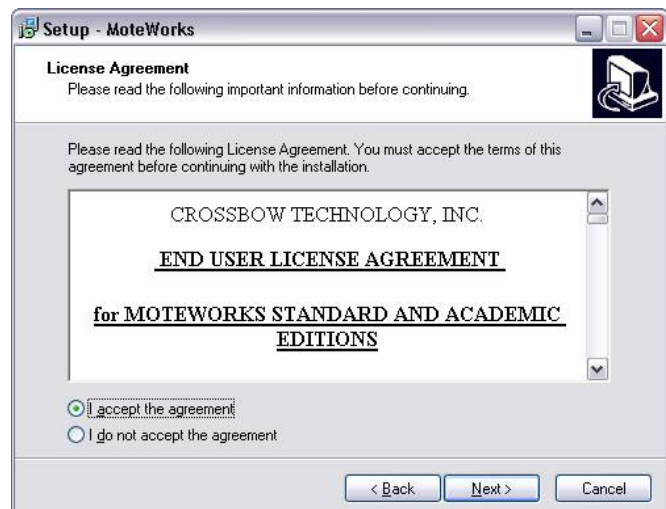 Setup - MoteWorks
License Agreement
Please read the following important information before continuing.
Please read the following License Agreement. You must accept the terms of this
agreement before continuing with the installation.
CROSSBOW TECHNOLOGY, INC.
END USER LICENSE AGREEMENT
for MOTEWORKS STANDARD AND ACADEMIC
EDITIONS
I accept the agreement
I do not accept the agreement
< Back
Next >
Cancel